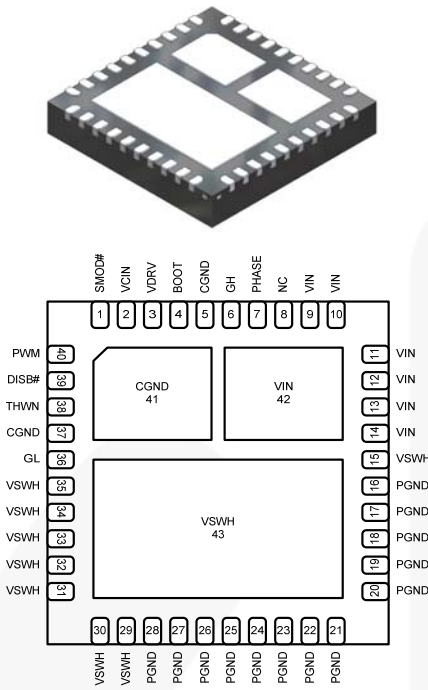 SMOD# VCIN VDRV BOOT CGND GH PHASE NC VIN VIN
1 2 3 4 5 6 7 8 9 10
PWM 40 11 VIN
DISB# 39 12 VIN
THWN 38 13 VIN
CGND 37 14 VIN
GL 36 15 VSWH
VSWH 35 16 PGND
VSWH 34 17 PGND
VSWH 33 18 PGND
VSWH 32 19 PGND
VSWH 31 20 PGND
CGND
41
VIN
42
VSWH
43
30 29 28 27 26 25 24 23 22 21
VSWH VSWH PGND PGND PGND PGND PGND PGND PGND PGND